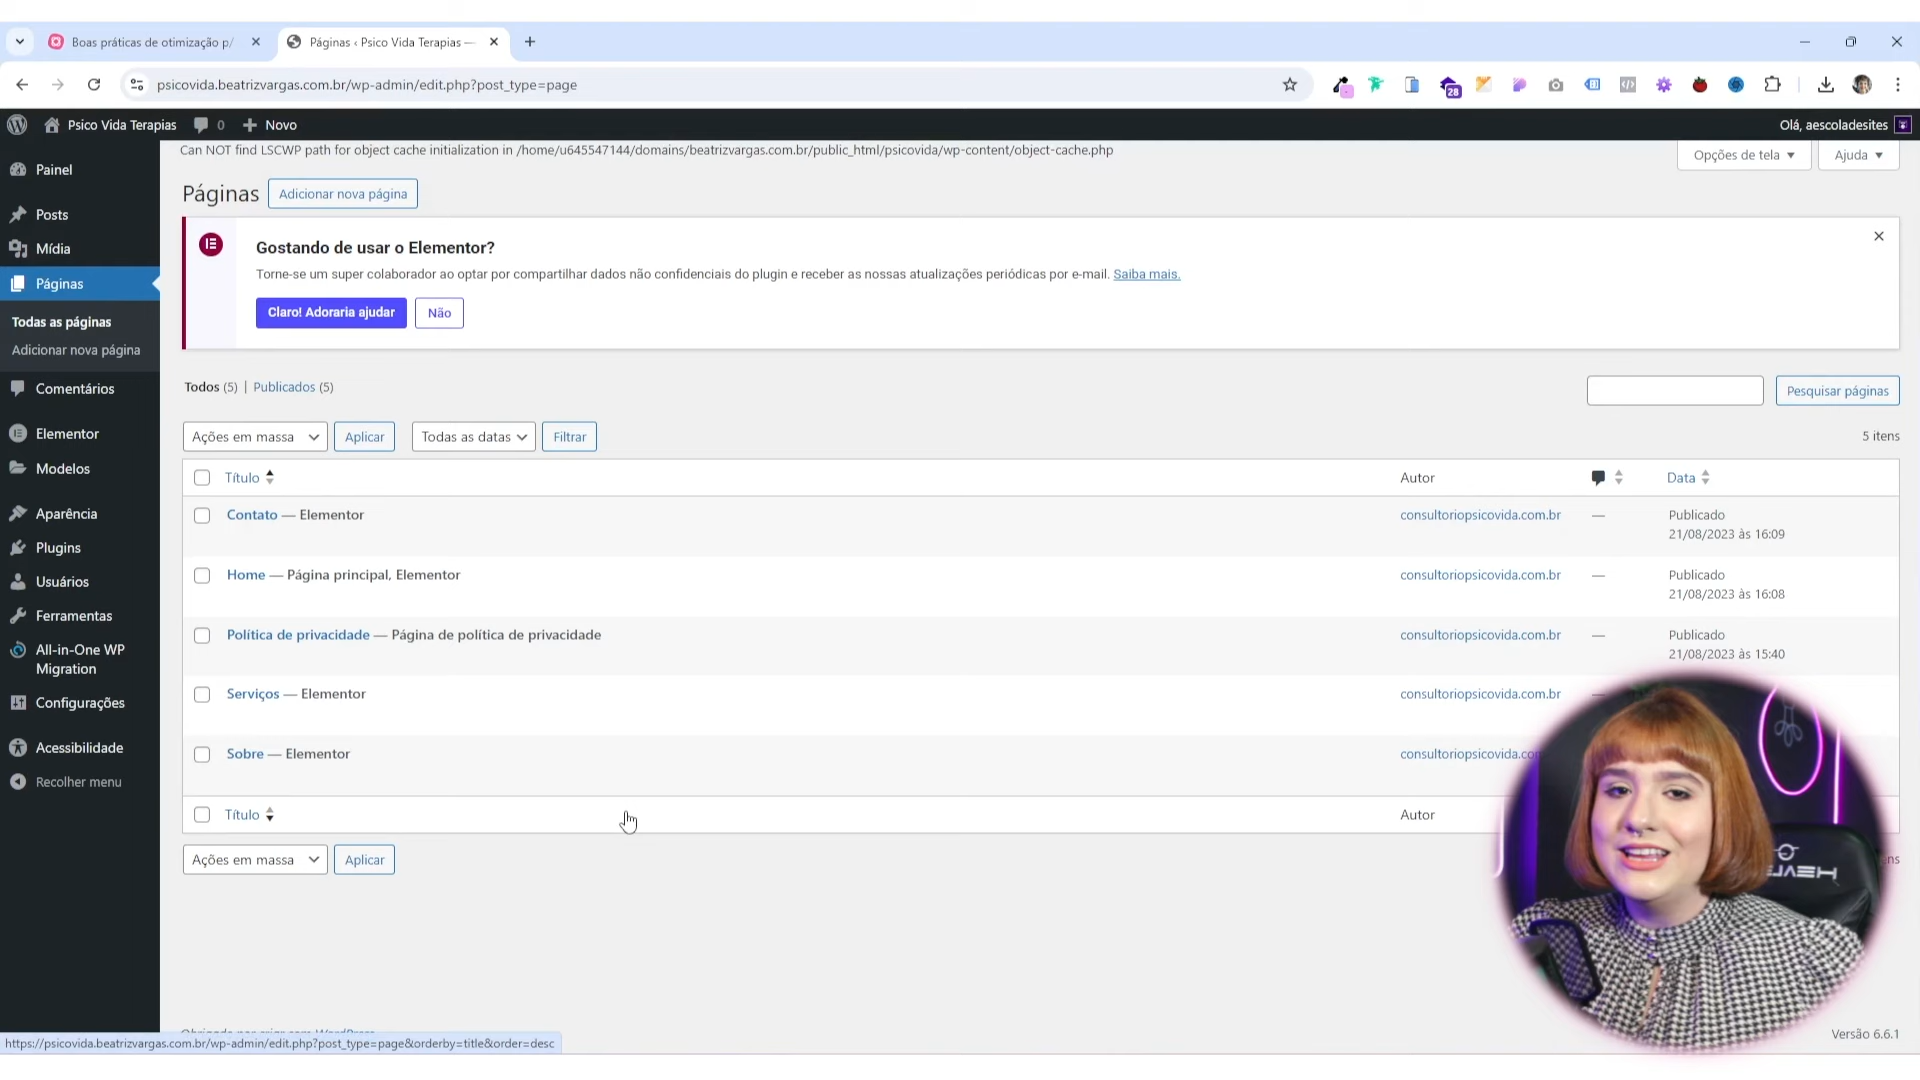 Boas práticas de otimização p/
Páginas ‹ Psico Vida Terapias —
psicovida.beatrizvargas.com.br/wp-admin/edit.php?post_type=page
28
Psico Vida Terapias
0
Novo
Olá, aescoladesites
Can NOT find LSCWP path for object cache initialization in /home/u645547144/domains/beatrizvargas.com.br/public_html/psicovida/wp-content/object-cache.php
Opções de tela
Ajuda
Painel
Posts
Mídia
Páginas
Todas as páginas
Adicionar nova página
Comentários
Elementor
Modelos
Aparência
Plugins
Usuários
Ferramentas
All-in-One WP
Migration
Configurações
Acessibilidade
Recolher menu
Páginas
Adicionar nova página
Gostando de usar o Elementor?
Torne-se um super colaborador ao optar por compartilhar dados não confidenciais do plugin e receber as nossas atualizações periódicas por e-mail. Saiba mais.
Claro! Adoraria ajudar
Não
Todos (5) | Publicados (5)
Pesquisar páginas
Ações em massa
Aplicar
Todas as datas
Filtrar
5 itens
Título
Autor
Data
Contato — Elementor
consultoriopsicovida.com.br
—
Publicado
21/08/2023 às 16:09
Home — Página principal, Elementor
consultoriopsicovida.com.br
—
Publicado
21/08/2023 às 16:08
Política de privacidade — Página de política de privacidade
consultoriopsicovida.com.br
—
Publicado
21/08/2023 às 15:40
Serviços — Elementor
consultoriopsicovida.com.br
—
Sobre — Elementor
consultoriopsicovida.com
Título
Autor
Ações em massa
Aplicar
Versão 6.6.1
https://psicovida.beatrizvargas.com.br/wp-admin/edit.php?post_type=page&orderby=title&order=desc